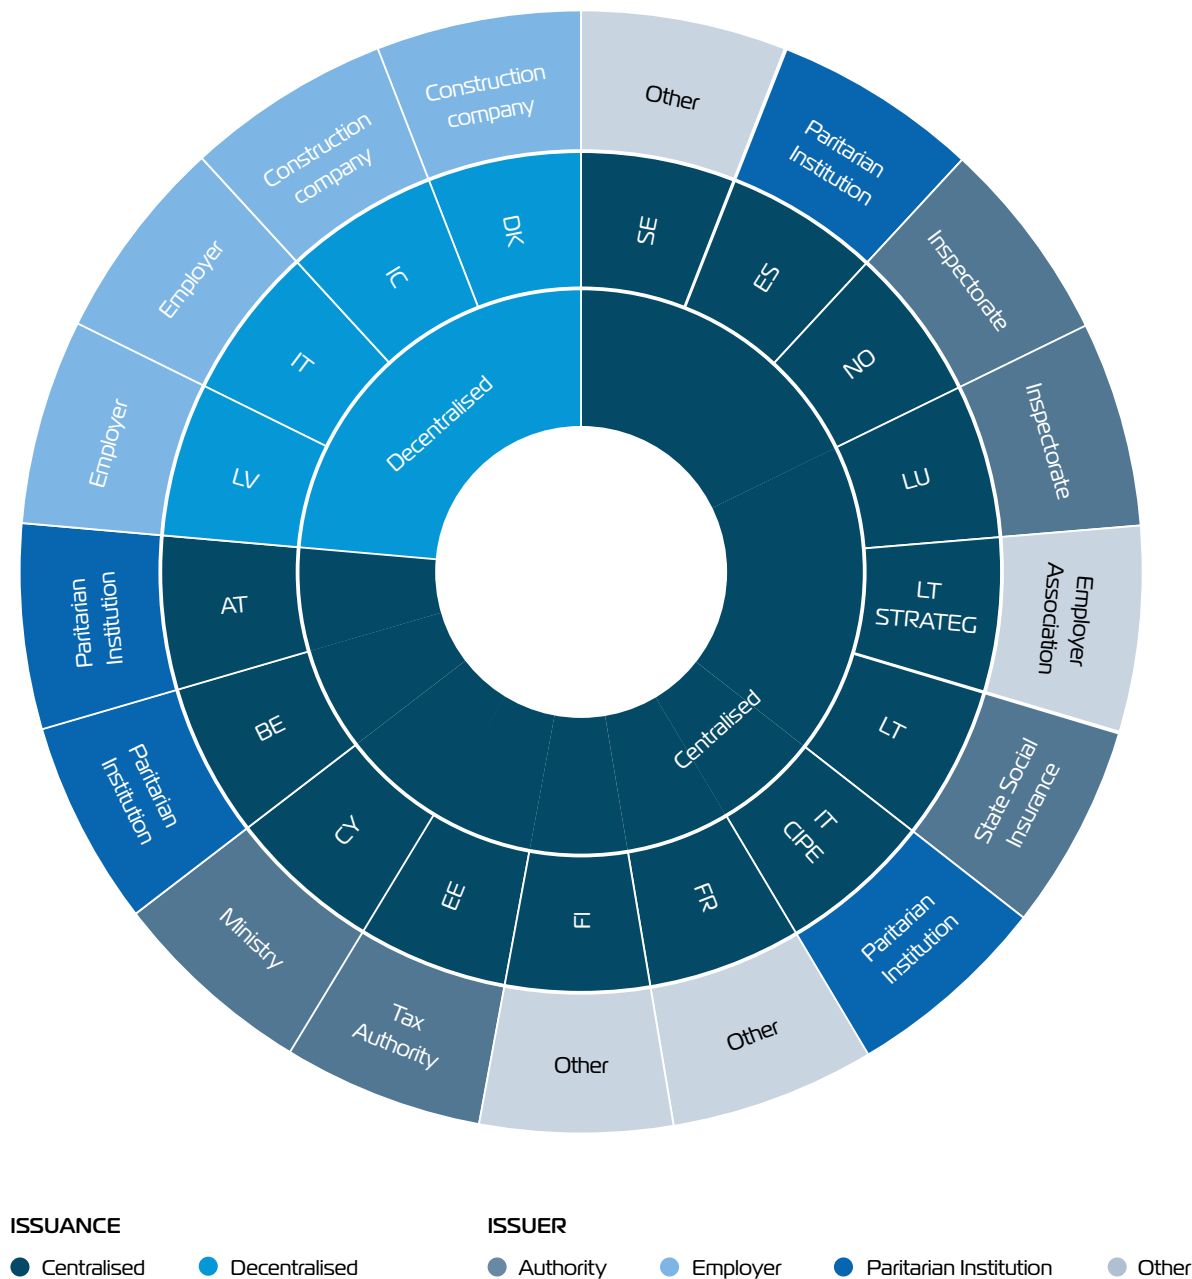 Other
Paritarian
Institution
Inspectorate
Inspectorate
Employer
Association
State Social
Insurance
Paritarian
Institution
Other
Other
Tax
Authority
Ministry
Paritarian
Institution
Paritarian
Institution
Employer
Employer
Construction
company
Construction
company
SE
ES
NO
LU
LT
STRATEG
LT
IT
CIPE
FR
FI
EE
CY
BE
AT
LV
IT
IC
DK
Decentralised
Centralised
ISSUANCE
Centralised
Decentralised
ISSUER
Authority
Employer
Paritarian Institution
Other